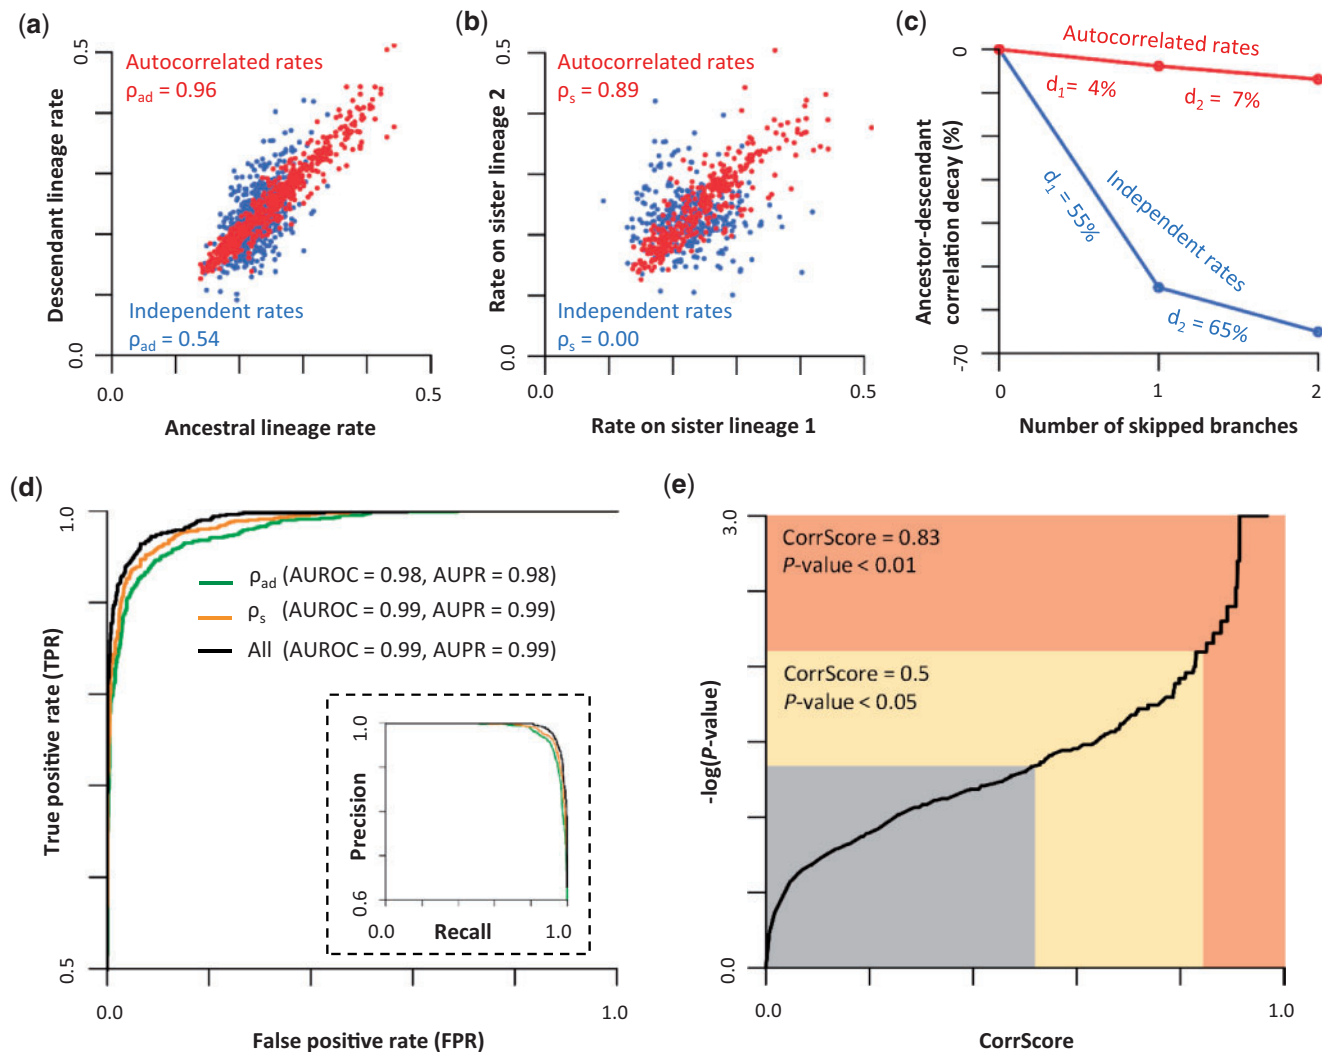 (a)
0.5
Autocorrelated rates
ρad = 0.96
Descendant lineage rate
Independent rates
ρad = 0.54
0.0
0.0
0.5
Ancestral lineage rate
(b)
0.5
Autocorrelated rates
ρs = 0.89
Rate on sister lineage 2
Independent rates
ρs = 0.00
0.0
0.0
0.5
Rate on sister lineage 1
(c)
0
Autocorrelated rates
d1= 4%
d2 = 7%
Ancestor-descendant
correlation decay (%)
d1 = 55%
Independent rates
d2 = 65%
-70
0
1
2
Number of skipped branches
(d)
1.0
True positive rate (TPR)
ρad (AUROC = 0.98, AUPR = 0.98)
ρs (AUROC = 0.99, AUPR = 0.99)
All (AUROC = 0.99, AUPR = 0.99)
1.0
Precision
0.6
0.0
Recall
1.0
0.5
0.0
1.0
False positive rate (FPR)
(e)
3.0
CorrScore = 0.83
P-value < 0.01
CorrScore = 0.5
P-value < 0.05
-log(P-value)
0.0
0.0
1.0
CorrScore